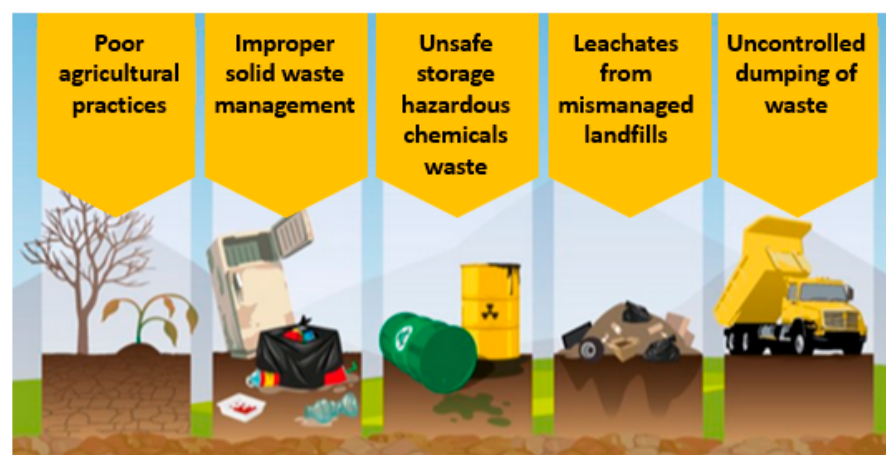 Poor
agricultural
practices
Improper
solid waste
management
Unsafe
storage
hazardous
chemicals
waste
Leachates
from
mismanaged
landfills
Uncontrolled
dumping of
waste